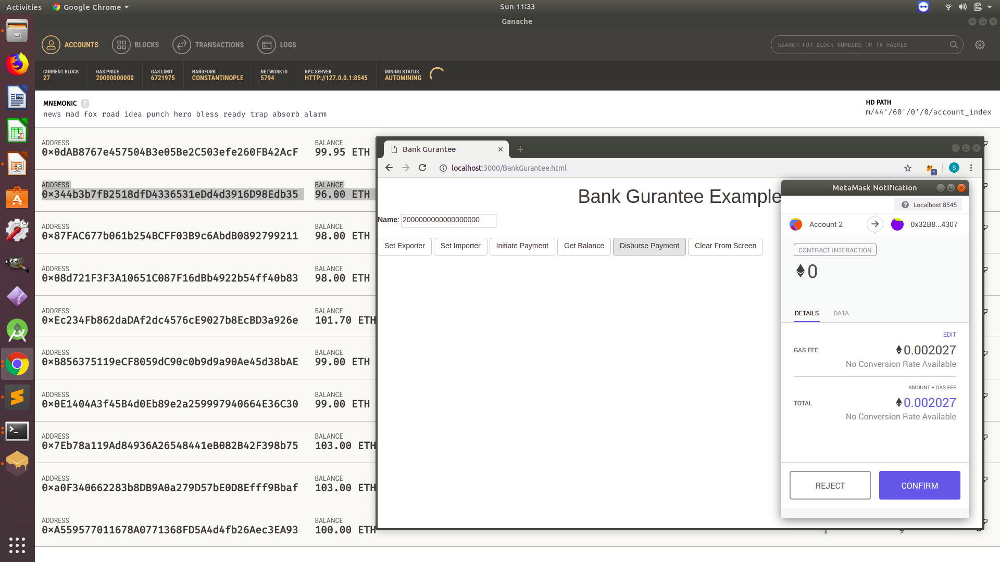 Activities Google Chrome Sun 11:33
Ganache
ACCOUNTS BLOCKS TRANSACTIONS LOGS SEARCH FOR BLOCK NUMBERS OR TX HASHES
CURRENT BLOCK GAS PRICE GAS LIMIT HARDFORK NETWORK ID RPC SERVER MINING STATUS
27 20000000000 6721975 CONSTANTINOPLE 5794 HTTP://127.0.0.1:8545 AUTOMINING
MNEMONIC ? HD PATH
news mad fox road idea punch hero bless ready trap absorb alarm m/44'/60'/0'/0/account_index
ADDRESS BALANCE
0×0dAB8767e457504B3e05Be2C503efe260FB42AcF 99.95 ETH
ADDRESS BALANCE
0×344b3b7fB2518dfD4336531eDd4d3916D98Edb35 96.00 ETH
ADDRESS BALANCE
0×87FAC677b061b254BCFF03B9c6AbdB0892799211 98.00 ETH
ADDRESS BALANCE
0×08d721F3F3A10651C087F16dBb4922b54ff40b83 98.00 ETH
ADDRESS BALANCE
0×Ec234Fb862daDAf2dc4576cE9027b8EcBD3a926e 101.70 ETH
ADDRESS BALANCE
0×B856375119eCF8059dC90c0b9d9a90Ae45d38bAE 99.00 ETH
ADDRESS BALANCE
0×0E1404A3f45B4d0Eb89e2a259997940664E36C30 99.00 ETH
ADDRESS BALANCE
0×7Eb78a119Ad84936A26548441eB082B42F398b75 103.00 ETH
ADDRESS BALANCE
0×a0F340662283b8DB9A0a279D57bE0D8Efff9Bbaf 103.00 ETH
ADDRESS BALANCE
0×A559577011678A0771368FD5A4d4fb26Aec3EA93 100.00 ETH
Bank Gurantee
localhost:3000/BankGurantee.html 1 S
Bank Gurantee Example
Name: 2000000000000000000
Set Exporter Set Importer Initiate Payment Get Balance Disburse Payment Clear From Screen
MetaMask Notification
? Localhost 8545
Account 2 0x32B8...4307
CONTRACT INTERACTION
0
DETAILS DATA
EDIT
GAS FEE 0.002027
No Conversion Rate Available
AMOUNT + GAS FEE
TOTAL 0.002027
No Conversion Rate Available
REJECT CONFIRM